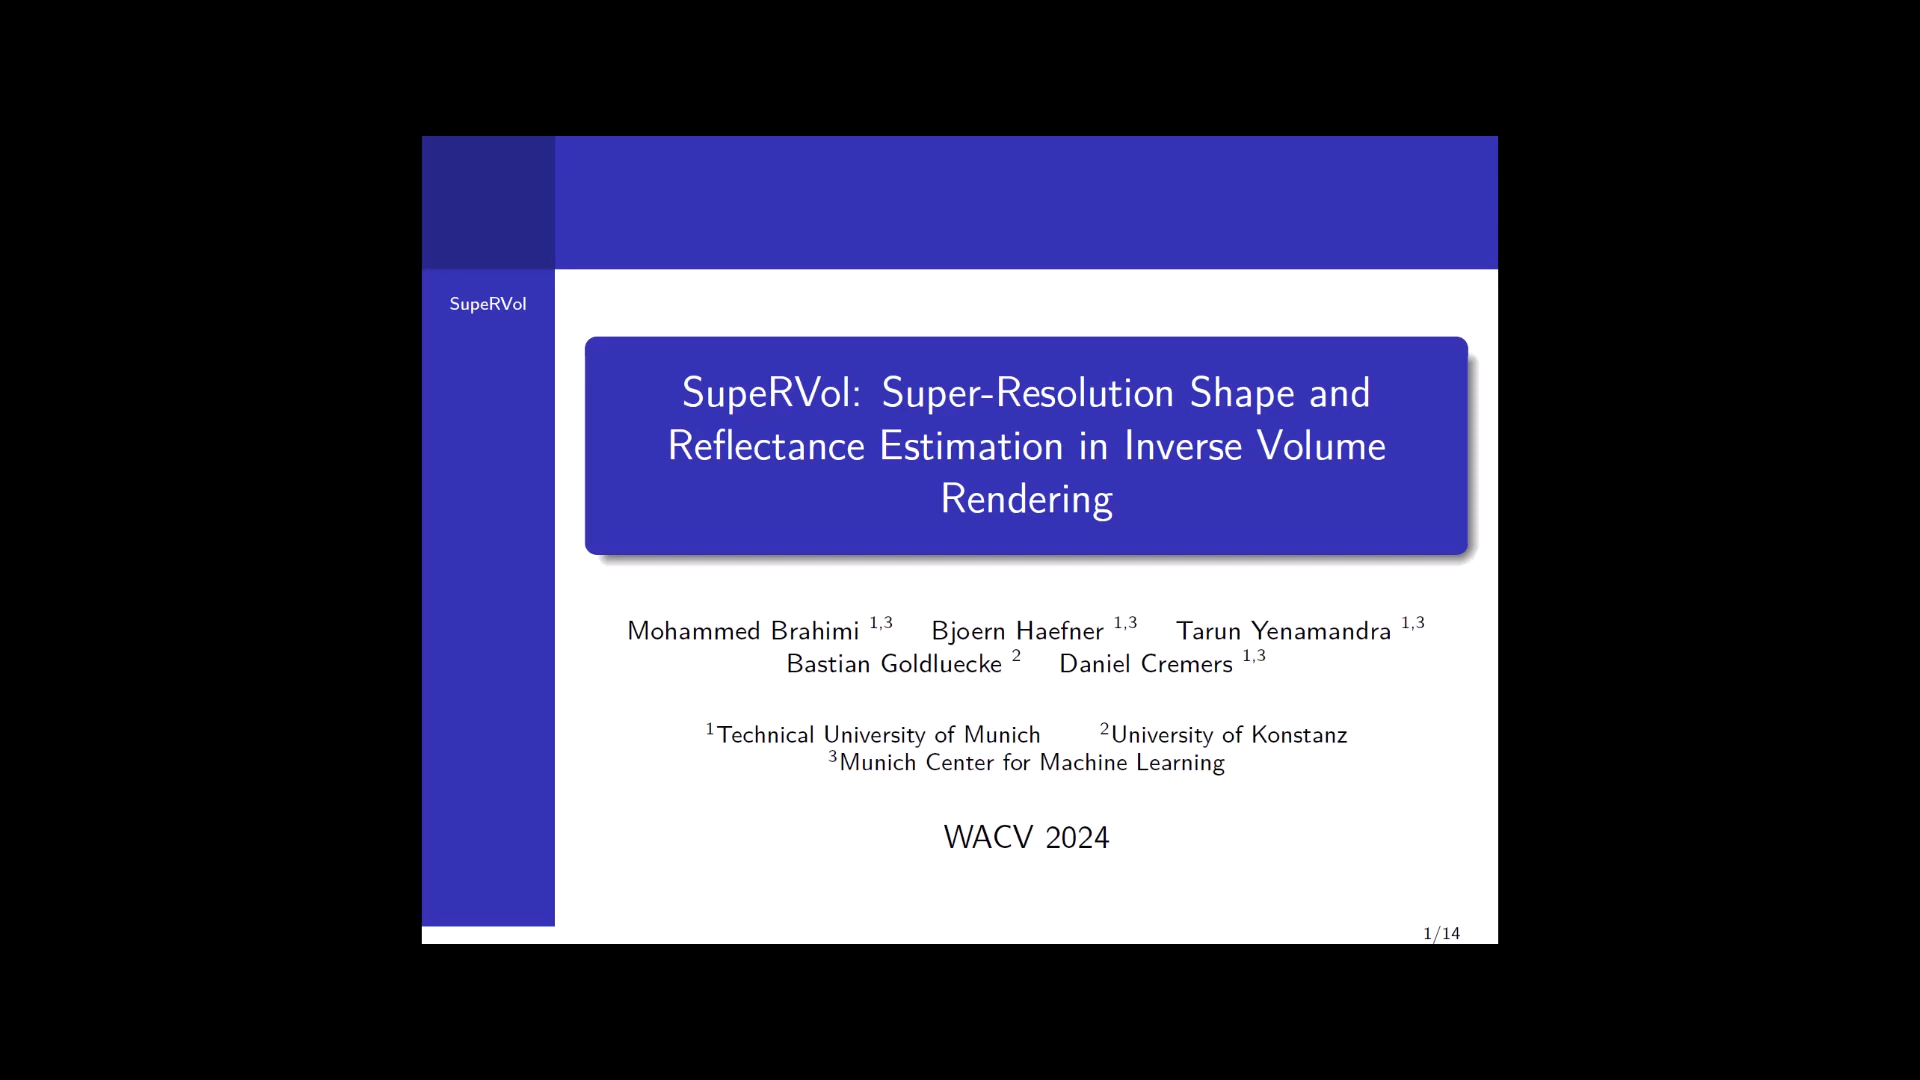 SupeRVol
SupeRVol: Super-Resolution Shape and
Reflectance Estimation in Inverse Volume
Rendering
Mohammed Brahimi 1,3 Bjoern Haefner 1,3 Tarun Yenamandra 1,3
Bastian Goldluecke 2 Daniel Cremers 1,3
1Technical University of Munich 2University of Konstanz
3Munich Center for Machine Learning
WACV 2024
1/14